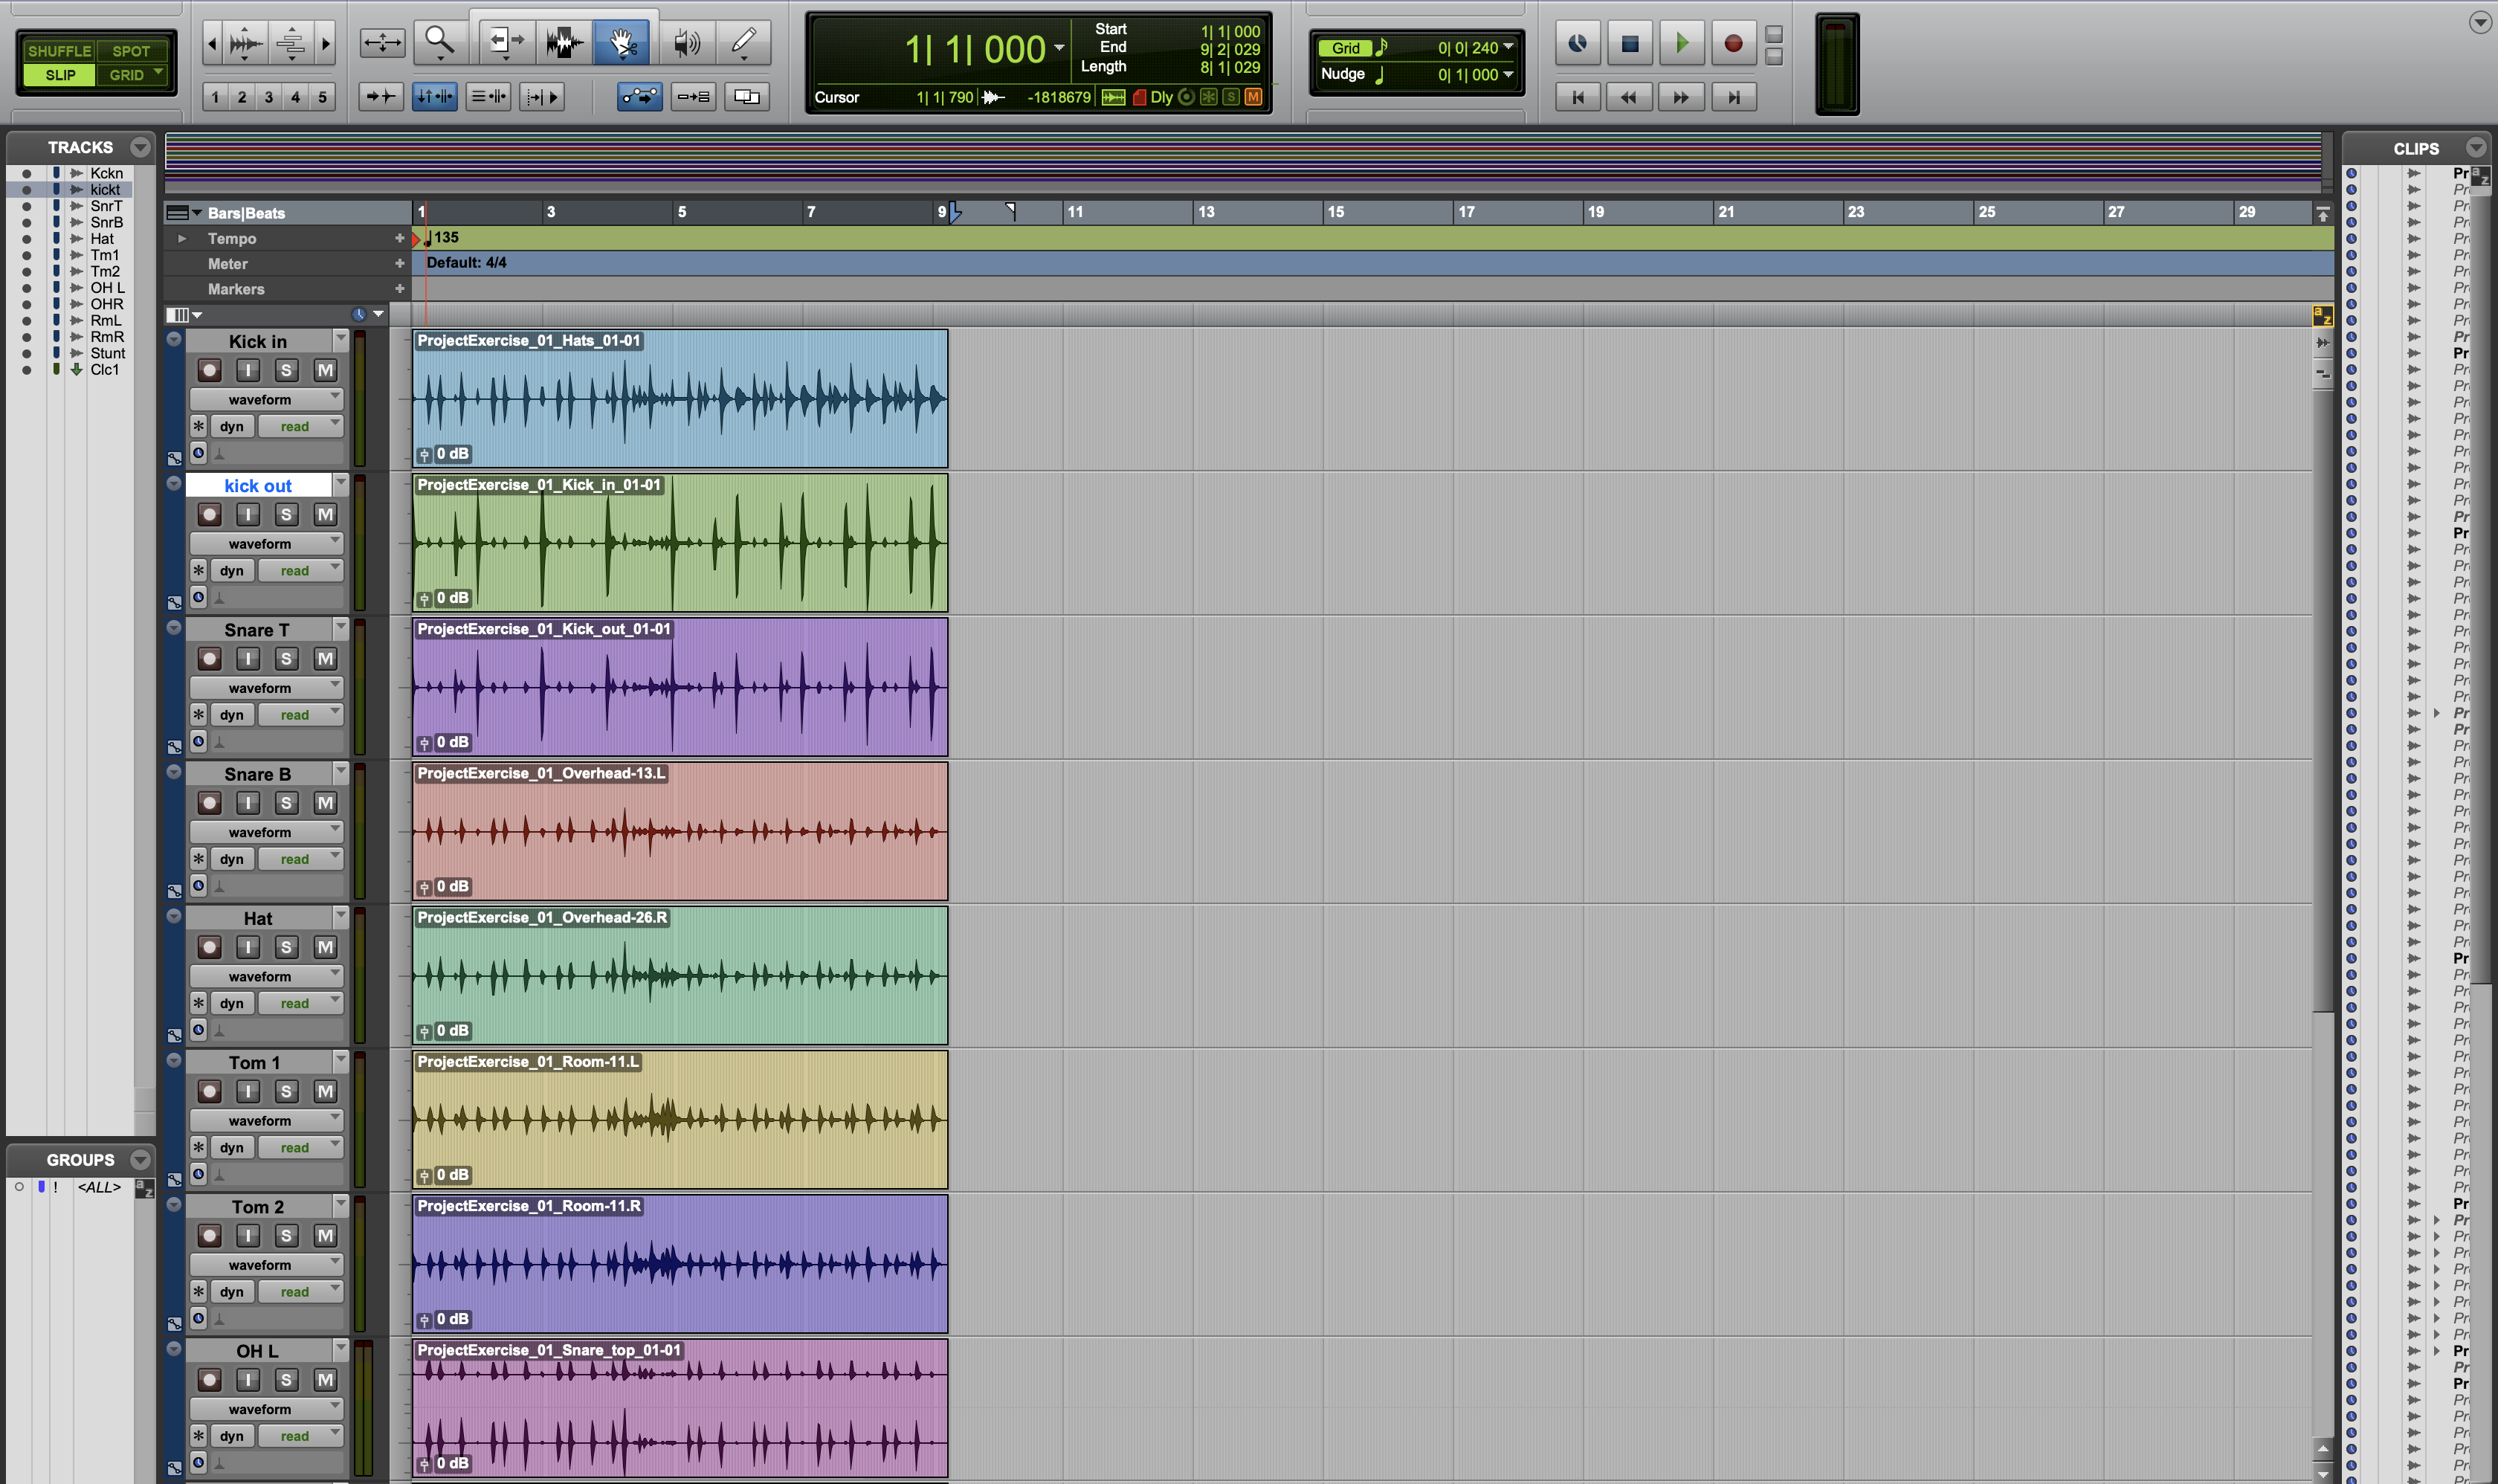 SHUFFLE SPOT
SLIP GRID
1 2 3 4 5
1| 1| 000
Start 1| 1| 000
End 9| 2| 029
Length 8| 1| 029
Cursor 1| 1| 790 -1818679 Dly S M
Grid 0| 0| 240
Nudge 0| 1| 000
TRACKS
Kckn
kickt
SnrT
SnrB
Hat
Tm1
Tm2
OH L
OHR
RmL
RmR
Stunt
Clc1
GROUPS
! <ALL> a z
CLIPS
a z
Bars|Beats 1 3 5 7 9 11 13 15 17 19 21 23 25 27 29
Tempo + 135
Meter + Default: 4/4
Markers +
a z
Kick in
I S M
waveform
dyn read
ProjectExercise_01_Hats_01-01
0 dB
kick out
I S M
waveform
dyn read
ProjectExercise_01_Kick_in_01-01
0 dB
Snare T
I S M
waveform
dyn read
ProjectExercise_01_Kick_out_01-01
0 dB
Snare B
I S M
waveform
dyn read
ProjectExercise_01_Overhead-13.L
0 dB
Hat
I S M
waveform
dyn read
ProjectExercise_01_Overhead-26.R
0 dB
Tom 1
I S M
waveform
dyn read
ProjectExercise_01_Room-11.L
0 dB
Tom 2
I S M
waveform
dyn read
ProjectExercise_01_Room-11.R
0 dB
OH L
I S M
waveform
dyn read
ProjectExercise_01_Snare_top_01-01
0 dB